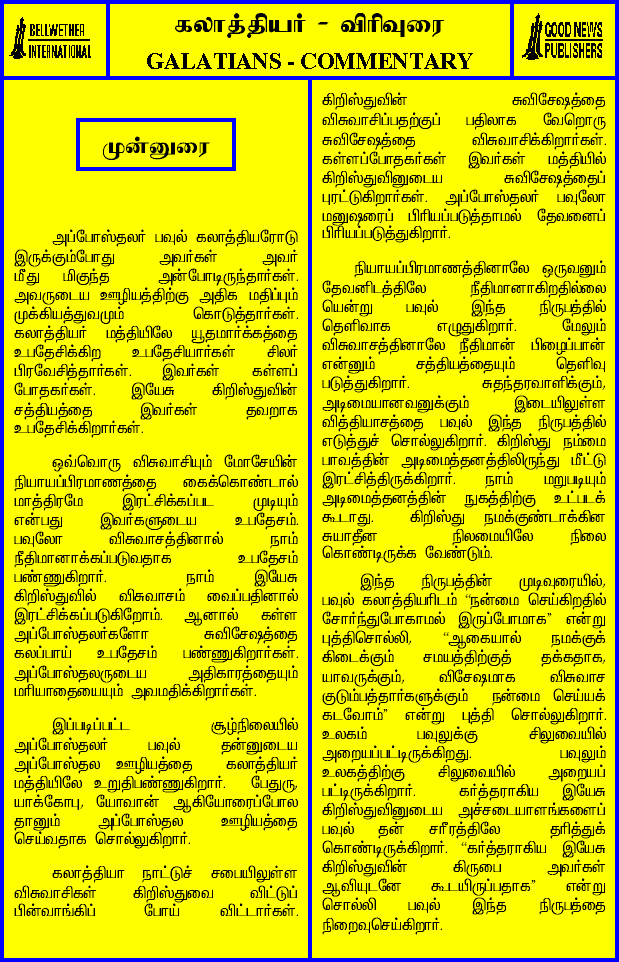 BELLWETHER
INTERNATIONAL
கலாத்தியர் - விரிவுரை
GALATIANS - COMMENTARY
GOOD NEWS
PUBLISHERS
முன்னுரை
அப்போஸ்தலர் பவுல் கலாத்தியரோடு
இருக்கும்போது அவர்கள் அவர்
மீது மிகுந்த அன்போடிருந்தார்கள்.
அவருடைய ஊழியத்திற்கு அதிக மதிப்பும்
முக்கியத்துவமும் கொடுத்தார்கள்.
கலாத்தியர் மத்தியிலே யூதமார்க்கத்தை
உபதேசிக்கிற உபதேசியார்கள் சிலர்
பிரவேசித்தார்கள். இவர்கள் கள்ளப்
போதகர்கள். இயேசு கிறிஸ்துவின்
சத்தியத்தை இவர்கள் தவறாக
உபதேசிக்கிறார்கள்.
ஒவ்வொரு விசுவாசியும் மோசேயின்
நியாயப்பிரமாணத்தை கைக்கொண்டால்
மாத்திரமே இரட்சிக்கப்பட முடியும்
என்பது இவர்களுடைய உபதேசம்.
பவுலோ விசுவாசத்தினால் நாம்
நீதிமானாக்கப்படுவதாக உபதேசம்
பண்ணுகிறார். நாம் இயேசு
கிறிஸ்துவில் விசுவாசம் வைப்பதினால்
இரட்சிக்கப்படுகிறோம். ஆனால் கள்ள
அப்போஸ்தலர்களோ சுவிசேஷத்தை
கலப்பாய் உபதேசம் பண்ணுகிறார்கள்.
அப்போஸ்தலருடைய அதிகாரத்தையும்
மரியாதையையும் அவமதிக்கிறார்கள்.
இப்படிப்பட்ட சூழ்நிலையில்
அப்போஸ்தலர் பவுல் தன்னுடைய
அப்போஸ்தல ஊழியத்தை கலாத்தியர்
மத்தியிலே உறுதிபண்ணுகிறார். பேதுரு,
யாக்கோபு, யோவான் ஆகியோரைப்போல
தானும் அப்போஸ்தல ஊழியத்தை
செய்வதாக சொல்லுகிறார்.
கலாத்தியா நாட்டுச் சபையிலுள்ள
விசுவாசிகள் கிறிஸ்துவை விட்டுப்
பின்வாங்கிப் போய் விட்டார்கள்.
கிறிஸ்துவின் சுவிசேஷத்தை
விசுவாசிப்பதற்குப் பதிலாக வேறொரு
சுவிசேஷத்தை விசுவாசிக்கிறார்கள்.
கள்ளப்போதகர்கள் இவர்கள் மத்தியில்
கிறிஸ்துவினுடைய சுவிசேஷத்தைப்
புரட்டுகிறார்கள். அப்போஸ்தலர் பவுலோ
மனுஷரைப் பிரியப்படுத்தாமல் தேவனைப்
பிரியப்படுத்துகிறார்.
நியாயப்பிரமாணத்தினாலே ஒருவனும்
தேவனிடத்திலே நீதிமானாகிறதில்லை
யென்று பவுல் இந்த நிருபத்தில்
தெளிவாக எழுதுகிறார். மேலும்
விசுவாசத்தினாலே நீதிமான் பிழைப்பான்
என்னும் சத்தியத்தையும் தெளிவு
படுத்துகிறார். சுதந்தரவாளிக்கும்,
அடிமையானவனுக்கும் இடையிலுள்ள
வித்தியாசத்தை பவுல் இந்த நிருபத்தில்
எடுத்துச் சொல்லுகிறார். கிறிஸ்து நம்மை
பாவத்தின் அடிமைத்தனத்திலிருந்து மீட்டு
இரட்சித்திருக்கிறார். நாம் மறுபடியும்
அடிமைத்தனத்தின் நுகத்திற்கு உட்படக்
கூடாது. கிறிஸ்து நமக்குண்டாக்கின
சுயாதீன நிலமையிலே நிலை
கொண்டிருக்க வேண்டும்.
இந்த நிருபத்தின் முடிவுரையில்,
பவுல் கலாத்தியரிடம் “நன்மை செய்கிறதில்
சோர்ந்துபோகாமல் இருப்போமாக” என்று
புத்திசொல்லி, “ஆகையால் நமக்குக்
கிடைக்கும் சமயத்திற்குத் தக்கதாக,
யாவருக்கும், விசேஷமாக விசுவாச
குடும்பத்தார்களுக்கும் நன்மை செய்யக்
கடவோம்” என்று புத்தி சொல்லுகிறார்.
உலகம் பவுலுக்கு சிலுவையில்
அறையப்பட்டிருக்கிறது. பவுலும்
உலகத்திற்கு சிலுவையில் அறையப்
பட்டிருக்கிறார். கர்த்தராகிய இயேசு
கிறிஸ்துவினுடைய அச்சடையாளங்களைப்
பவுல் தன் சரீரத்திலே தரித்துக்
கொண்டிருக்கிறார். “கர்த்தராகிய இயேசு
கிறிஸ்துவின் கிருபை அவர்கள்
ஆவியுடனே கூடயிருப்பதாக” என்று
சொல்லி பவுல் இந்த நிருபத்தை
நிறைவுசெய்கிறார்.